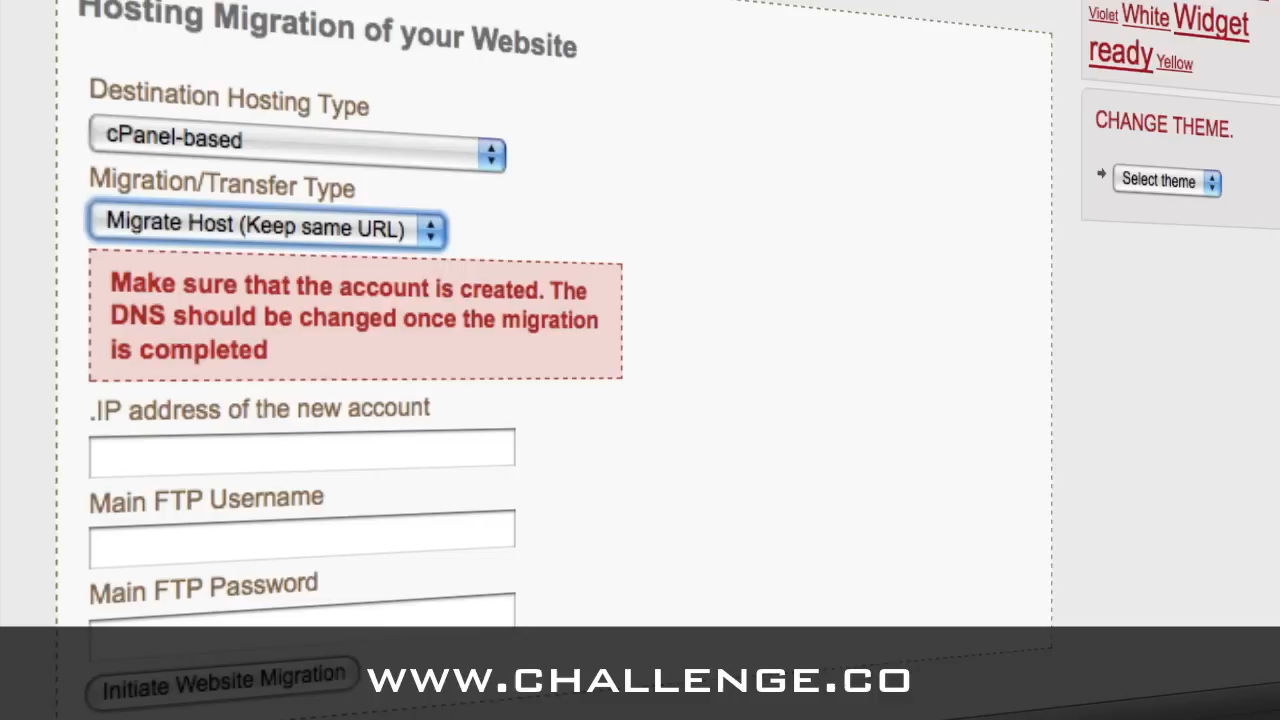 Hosting Migration of your Website
Destination Hosting Type
cPanel-based
Migration/Transfer Type
Migrate Host (Keep same URL)
Make sure that the account is created. The
DNS should be changed once the migration
is completed
.IP address of the new account
Main FTP Username
Main FTP Password
Initiate Website Migration
Violet White Widget
ready Yellow
CHANGE THEME.
Select theme
WWW.CHALLENGE.CO